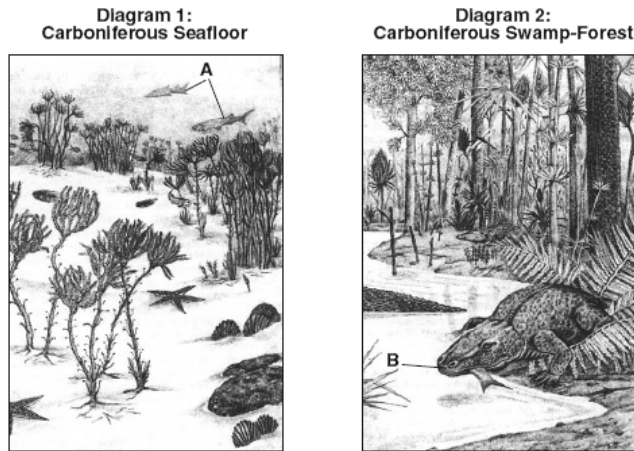 Diagram 1:
Carboniferous Seafloor
A
Diagram 2:
Carboniferous Swamp-Forest
B